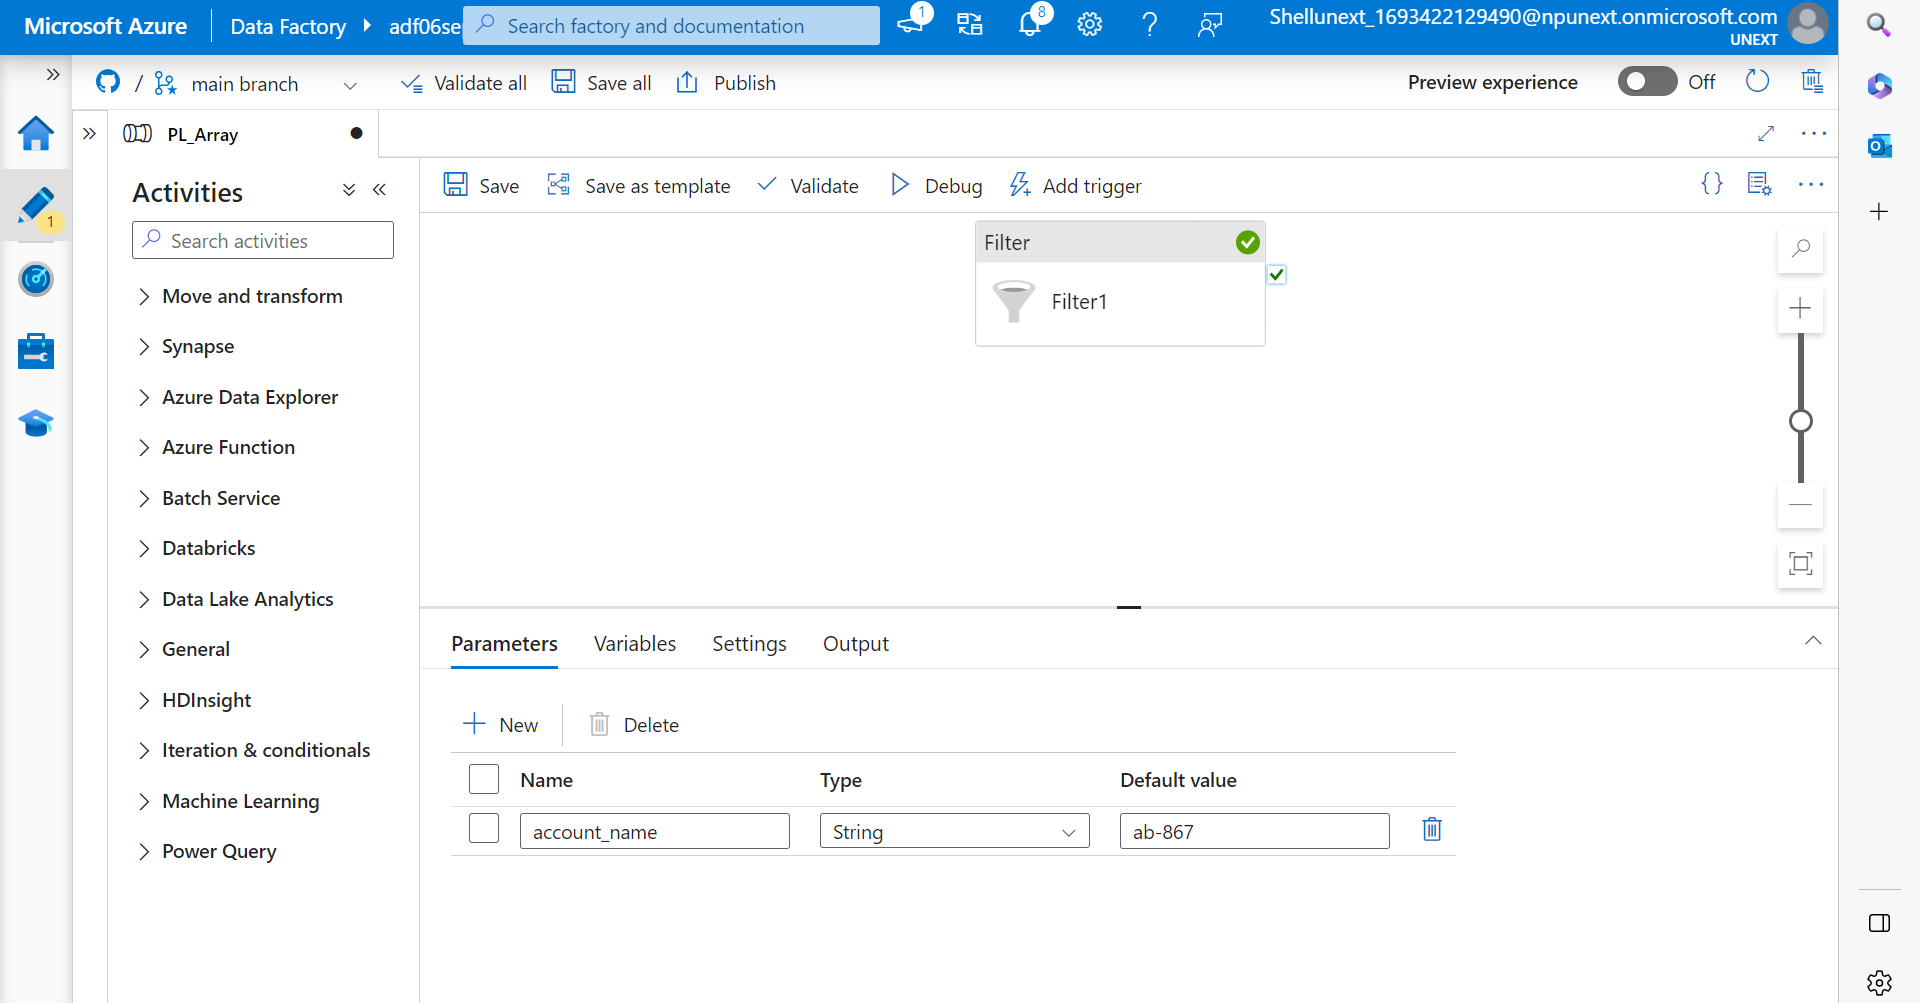 Microsoft Azure
Data Factory
adf06se
Search factory and documentation
1
8
Shellunext_1693422129490@npunext.onmicrosoft.com
UNEXT
/
main branch
Validate all
Save all
Publish
Preview experience
Off
PL_Array
1
Activities
Search activities
Move and transform
Synapse
Azure Data Explorer
Azure Function
Batch Service
Databricks
Data Lake Analytics
General
HDInsight
Iteration & conditionals
Machine Learning
Power Query
Save
Save as template
Validate
Debug
Add trigger
{}
Filter
Filter1
Parameters
Variables
Settings
Output
New
Delete
Name
Type
Default value
account_name
String
ab-867